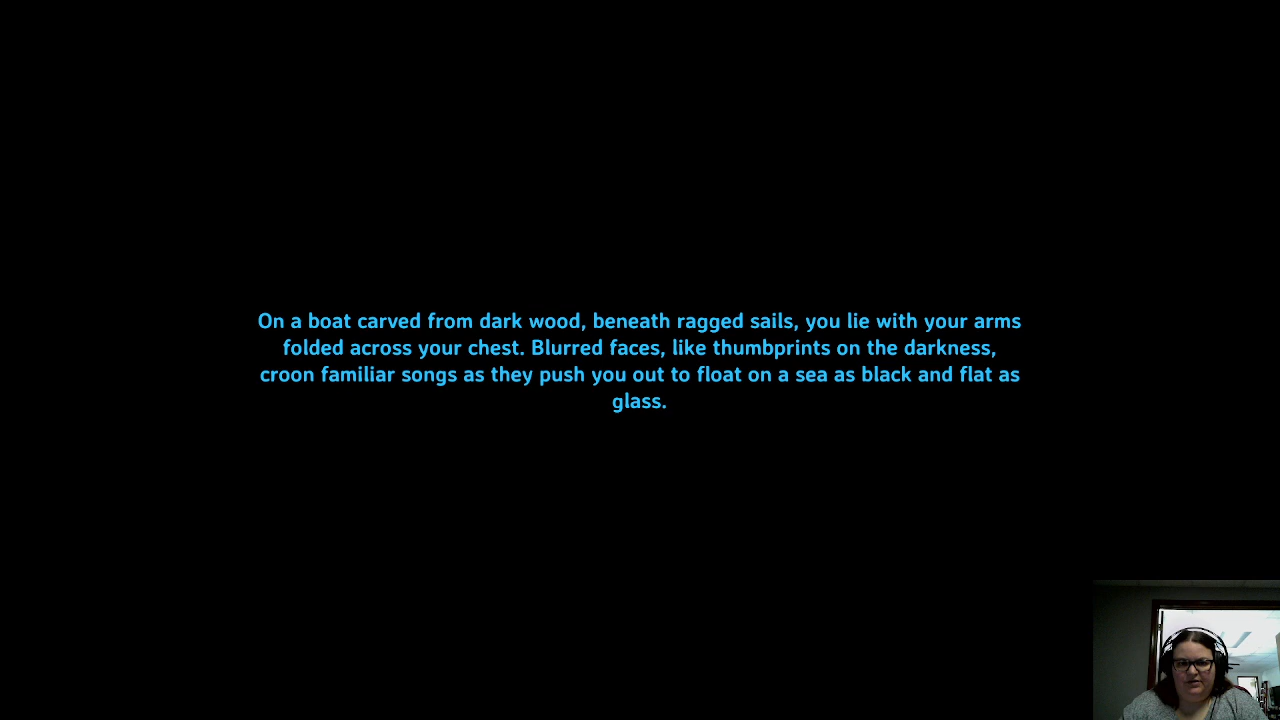 On a boat carved from dark wood, beneath ragged sails, you lie with your arms
folded across your chest. Blurred faces, like thumbprints on the darkness,
croon familiar songs as they push you out to float on a sea as black and flat as
glass.